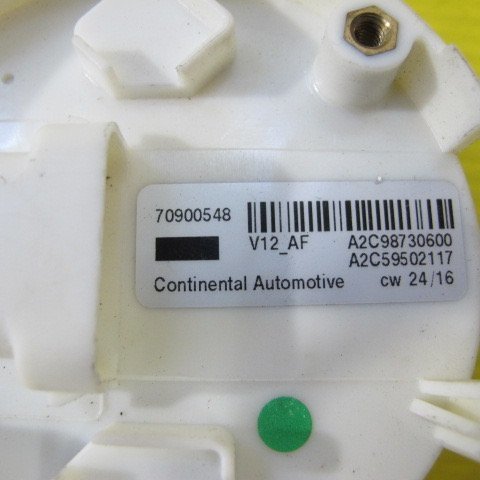 70900548
V12_AF A2C98730600
A2C59502117
Continental Automotive cw 24/16